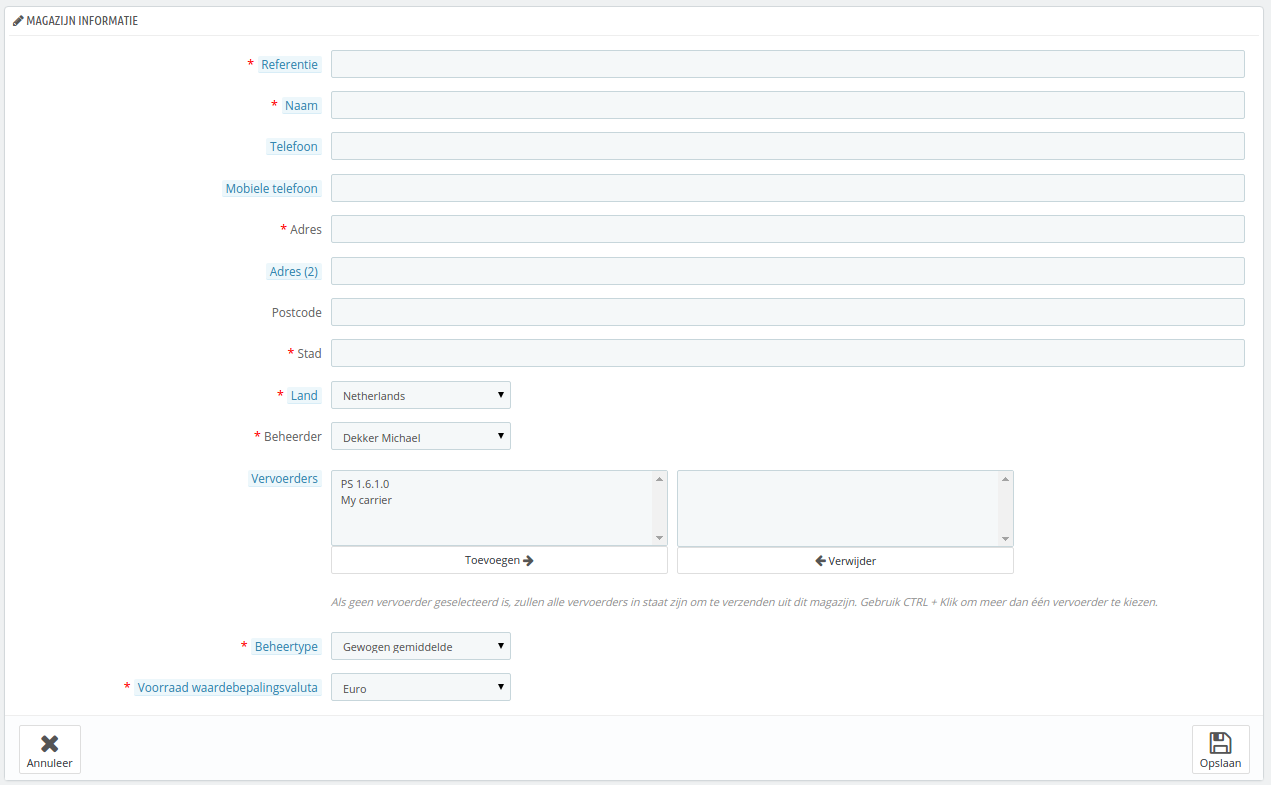 MAGAZIJN INFORMATIE
* Referentie
* Naam
Telefoon
Mobiele telefoon
* Adres
Adres (2)
Postcode
* Stad
* Land Netherlands
* Beheerder Dekker Michael
Vervoerders
PS 1.6.1.0
My carrier
Toevoegen Verwijder
Als geen vervoerder geselecteerd is, zullen alle vervoerders in staat zijn om te verzenden uit dit magazijn. Gebruik CTRL + Klik om meer dan één vervoerder te kiezen.
* Beheertype Gewogen gemiddelde
* Voorraad waardebepalingsvaluta Euro
Annuleer Opslaan